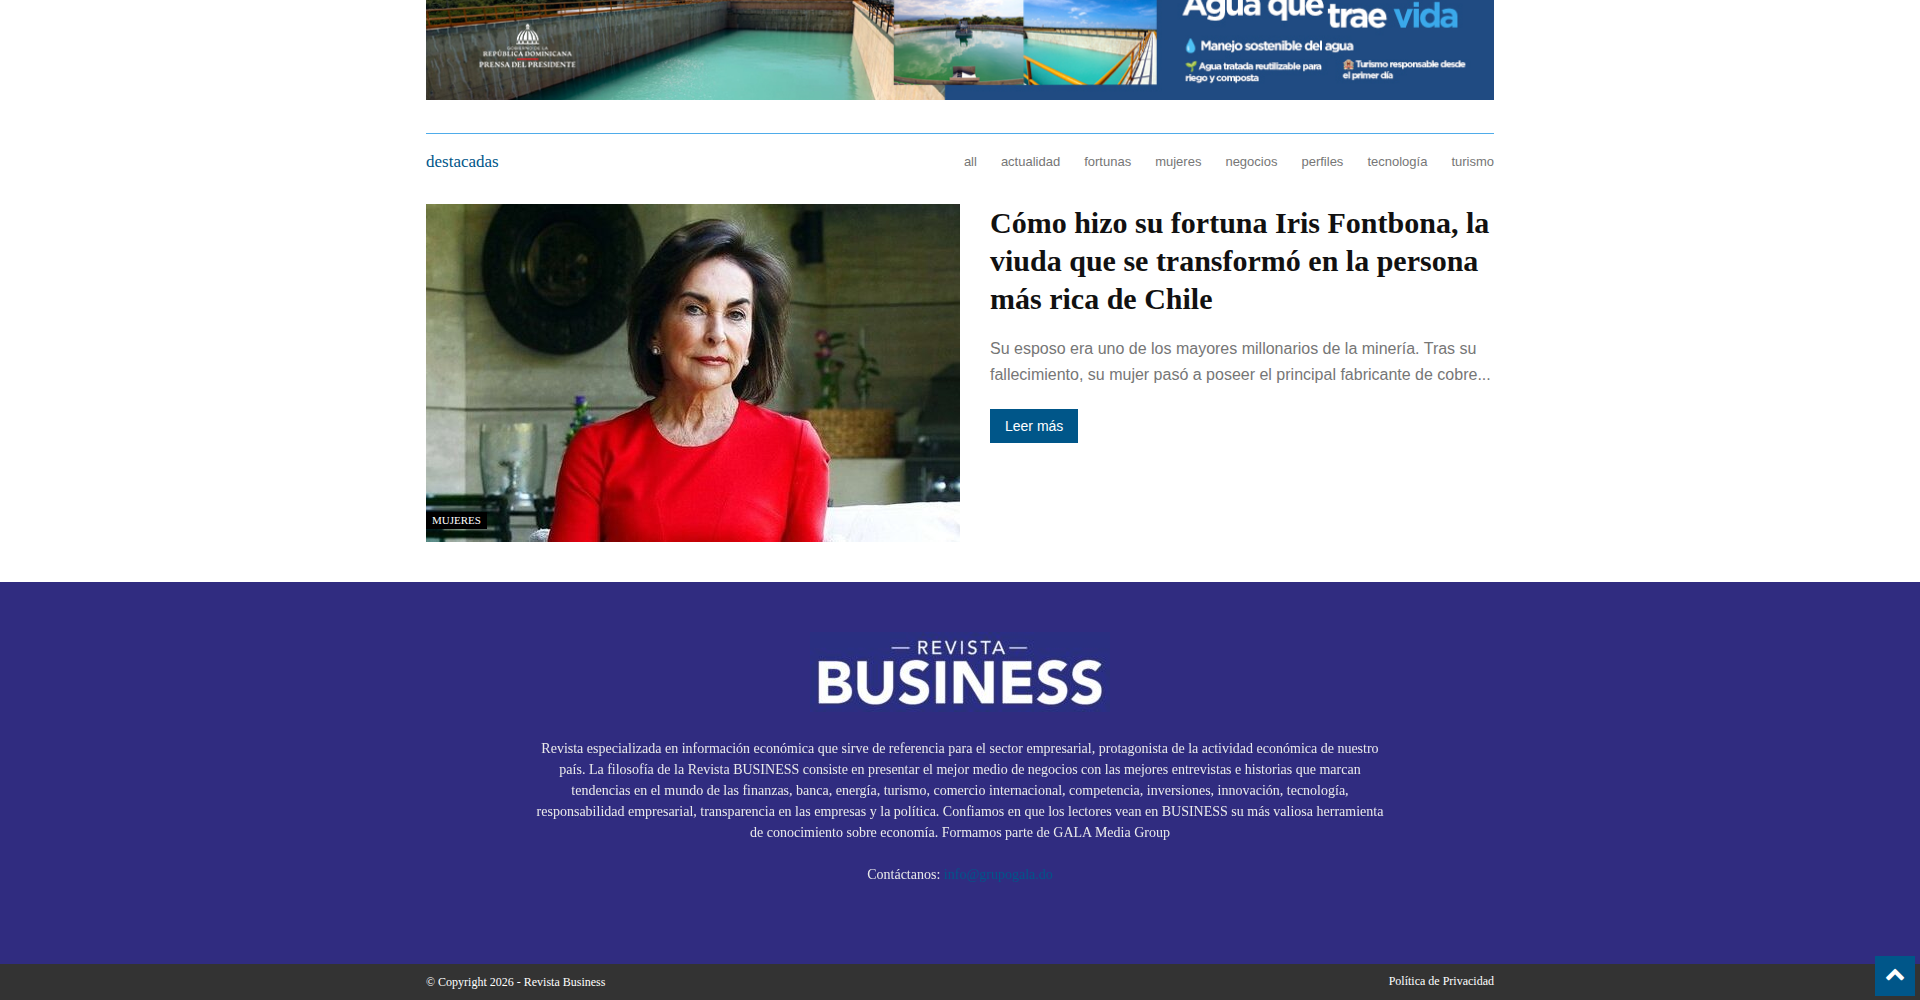 Agua que trae vida
GOBIERNO DE LA
REPÚBLICA DOMINICANA
PRENSA DEL PRESIDENTE
Manejo sostenible del agua
Agua tratada reutilizable para
riego y composta
Turismo responsable desde
el primer día
destacadas
all actualidad fortunas mujeres negocios perfiles tecnología turismo
Cómo hizo su fortuna Iris Fontbona, la
viuda que se transformó en la persona
más rica de Chile
Su esposo era uno de los mayores millonarios de la minería. Tras su
fallecimiento, su mujer pasó a poseer el principal fabricante de cobre...
Leer más
MUJERES
REVISTA
BUSINESS
Revista especializada en información económica que sirve de referencia para el sector empresarial, protagonista de la actividad económica de nuestro
país. La filosofía de la Revista BUSINESS consiste en presentar el mejor medio de negocios con las mejores entrevistas e historias que marcan
tendencias en el mundo de las finanzas, banca, energía, turismo, comercio internacional, competencia, inversiones, innovación, tecnología,
responsabilidad empresarial, transparencia en las empresas y la política. Confiamos en que los lectores vean en BUSINESS su más valiosa herramienta
de conocimiento sobre economía. Formamos parte de GALA Media Group
Contáctanos: info@grupogala.do
© Copyright 2026 - Revista Business
Política de Privacidad